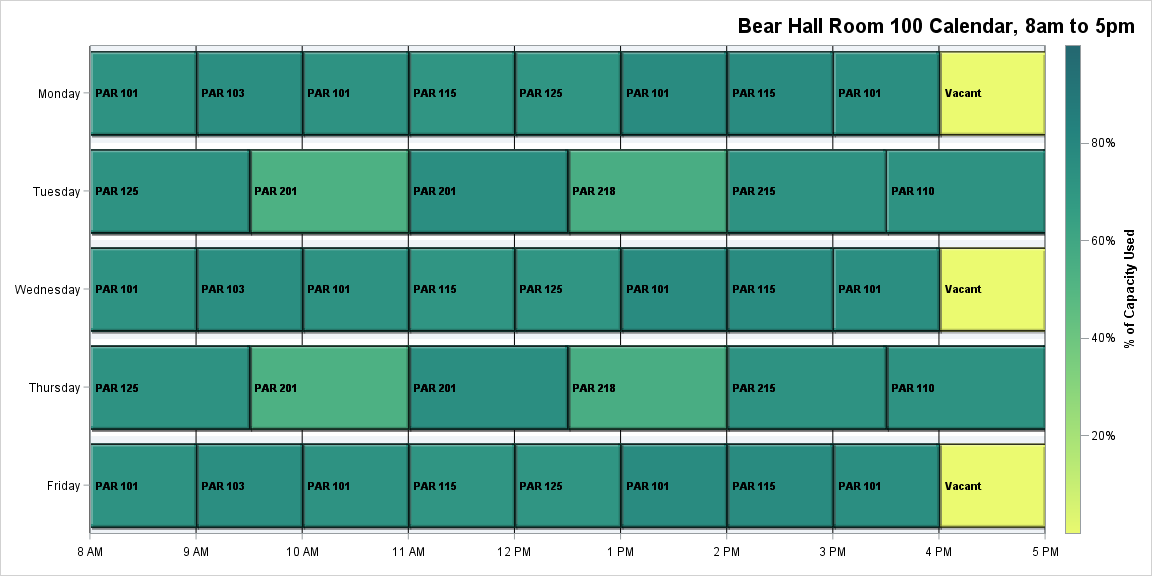 Bear Hall Room 100 Calendar, 8am to 5pm
Monday PAR 101 PAR 103 PAR 101 PAR 115 PAR 125 PAR 101 PAR 115 PAR 101 Vacant
80%
Tuesday PAR 125 PAR 201 PAR 201 PAR 218 PAR 215 PAR 110
60%
Wednesday PAR 101 PAR 103 PAR 101 PAR 115 PAR 125 PAR 101 PAR 115 PAR 101 Vacant
% of Capacity Used
40%
Thursday PAR 125 PAR 201 PAR 201 PAR 218 PAR 215 PAR 110
20%
Friday PAR 101 PAR 103 PAR 101 PAR 115 PAR 125 PAR 101 PAR 115 PAR 101 Vacant
8 AM 9 AM 10 AM 11 AM 12 PM 1 PM 2 PM 3 PM 4 PM 5 PM